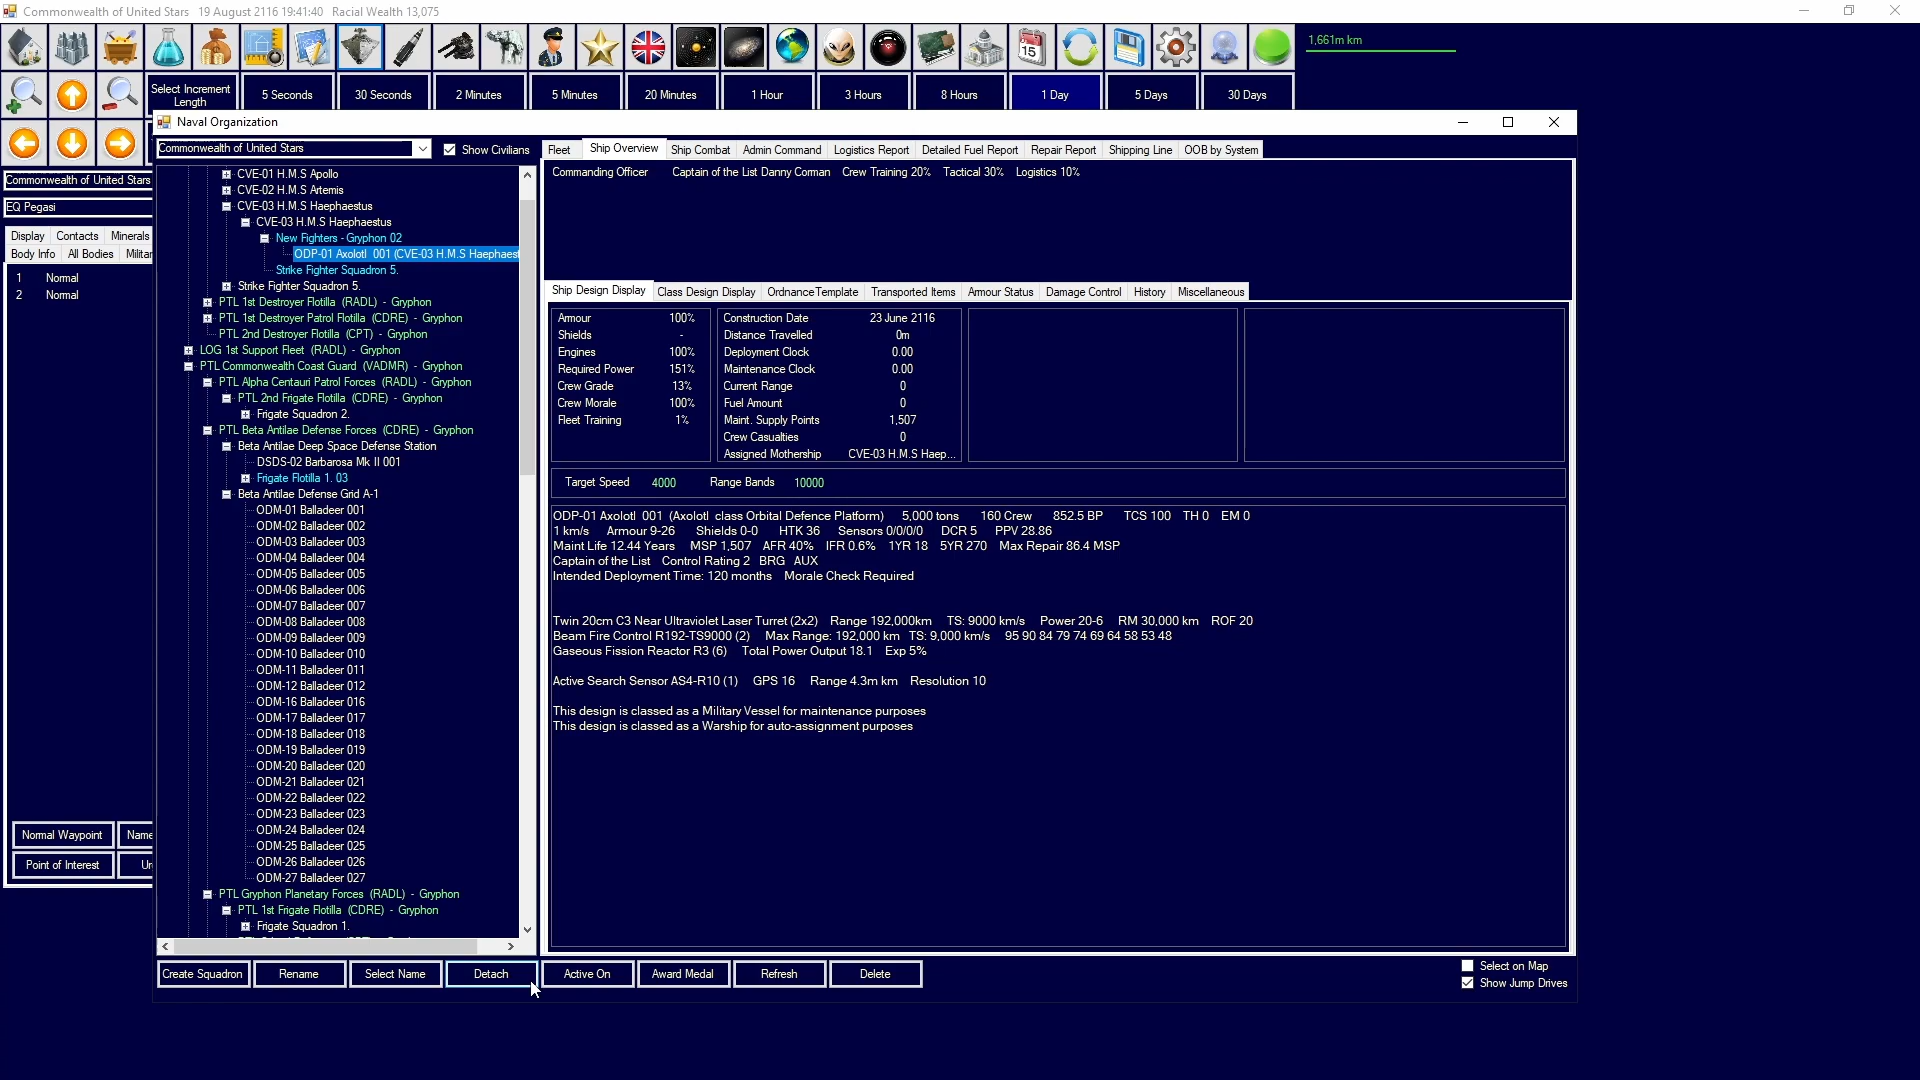 Commonwealth of United Stars 19 August 2116 19:41:40 Racial Wealth 13,075
1,661m km
15
Select Increment Length
5 Seconds
30 Seconds
2 Minutes
5 Minutes
20 Minutes
1 Hour
3 Hours
8 Hours
1 Day
5 Days
30 Days
Commonwealth of United Stars
EQ Pegasi
Display Contacts Minerals
Body Info All Bodies
1 Normal
2 Normal
Normal Waypoint
Name
Point of Interest
Naval Organization
Commonwealth of United Stars
Show Civilians
CVE-01 H.M.S Apollo
CVE-02 H.M.S Artemis
CVE-03 H.M.S Haephaestus
CVE-03 H.M.S Haephaestus
New Fighters - Gryphon 02
ODP-01 Axolotl 001 (CVE-03 H.M.S Haephaest
Strike Fighter Squadron 5.
Strike Fighter Squadron 5.
PTL 1st Destroyer Flotilla (RADL) - Gryphon
PTL 1st Destroyer Patrol Flotilla (CDRE) - Gryphon
PTL 2nd Destroyer Flotilla (CPT) - Gryphon
LOG 1st Support Fleet (RADL) - Gryphon
PTL Commonwealth Coast Guard (VADMR) - Gryphon
PTL Alpha Centauri Patrol Forces (RADL) - Gryphon
PTL 2nd Frigate Flotilla (CDRE) - Gryphon
Frigate Squadron 2.
PTL Beta Antilae Defense Forces (CDRE) - Gryphon
Beta Antilae Deep Space Defense Station
DSDS-02 Barbarosa Mk II 001
Frigate Flotilla 1. 03
Beta Antilae Defense Grid A-1
ODM-01 Balladeer 001
ODM-02 Balladeer 002
ODM-03 Balladeer 003
ODM-04 Balladeer 004
ODM-05 Balladeer 005
ODM-06 Balladeer 006
ODM-07 Balladeer 007
ODM-08 Balladeer 008
ODM-09 Balladeer 009
ODM-10 Balladeer 010
ODM-11 Balladeer 011
ODM-12 Balladeer 012
ODM-16 Balladeer 016
ODM-17 Balladeer 017
ODM-18 Balladeer 018
ODM-19 Balladeer 019
ODM-20 Balladeer 020
ODM-21 Balladeer 021
ODM-22 Balladeer 022
ODM-23 Balladeer 023
ODM-24 Balladeer 024
ODM-25 Balladeer 025
ODM-26 Balladeer 026
ODM-27 Balladeer 027
PTL Gryphon Planetary Forces (RADL) - Gryphon
PTL 1st Frigate Flotilla (CDRE) - Gryphon
Frigate Squadron 1.
Fleet Ship Overview Ship Combat Admin Command Logistics Report Detailed Fuel Report Repair Report Shipping Line OOB by System
Commanding Officer Captain of the List Danny Corman Crew Training 20% Tactical 30% Logistics 10%
Ship Design Display Class Design Display Ordnance Template Transported Items Armour Status Damage Control History Miscellaneous
Armour 100%
Shields -
Engines 100%
Required Power 151%
Crew Grade 13%
Crew Morale 100%
Fleet Training 1%
Construction Date 23 June 2116
Distance Travelled 0m
Deployment Clock 0.00
Maintenance Clock 0.00
Current Range 0
Fuel Amount 0
Maint. Supply Points 1,507
Crew Casualties 0
Assigned Mothership CVE-03 H.M.S Haep...
Target Speed 4000 Range Bands 10000
ODP-01 Axolotl 001 (Axolotl class Orbital Defence Platform) 5,000 tons 160 Crew 852.5 BP TCS 100 TH 0 EM 0
1 km/s Armour 9-26 Shields 0-0 HTK 36 Sensors 0/0/0/0 DCR 5 PPV 28.86
Maint Life 12.44 Years MSP 1,507 AFR 40% IFR 0.6% 1YR 18 5YR 270 Max Repair 86.4 MSP
Captain of the List Control Rating 2 BRG AUX
Intended Deployment Time: 120 months Morale Check Required
Twin 20cm C3 Near Ultraviolet Laser Turret (2x2) Range 192,000km TS: 9000 km/s Power 20-6 RM 30,000 km ROF 20
Beam Fire Control R192-TS9000 (2) Max Range: 192,000 km TS: 9,000 km/s 95 90 84 79 74 69 64 58 53 48
Gaseous Fission Reactor R3 (6) Total Power Output 18.1 Exp 5%
Active Search Sensor AS4-R10 (1) GPS 16 Range 4.3m km Resolution 10
This design is classed as a Military Vessel for maintenance purposes
This design is classed as a Warship for auto-assignment purposes
Create Squadron
Rename
Select Name
Detach
Active On
Award Medal
Refresh
Delete
Select on Map
Show Jump Drives